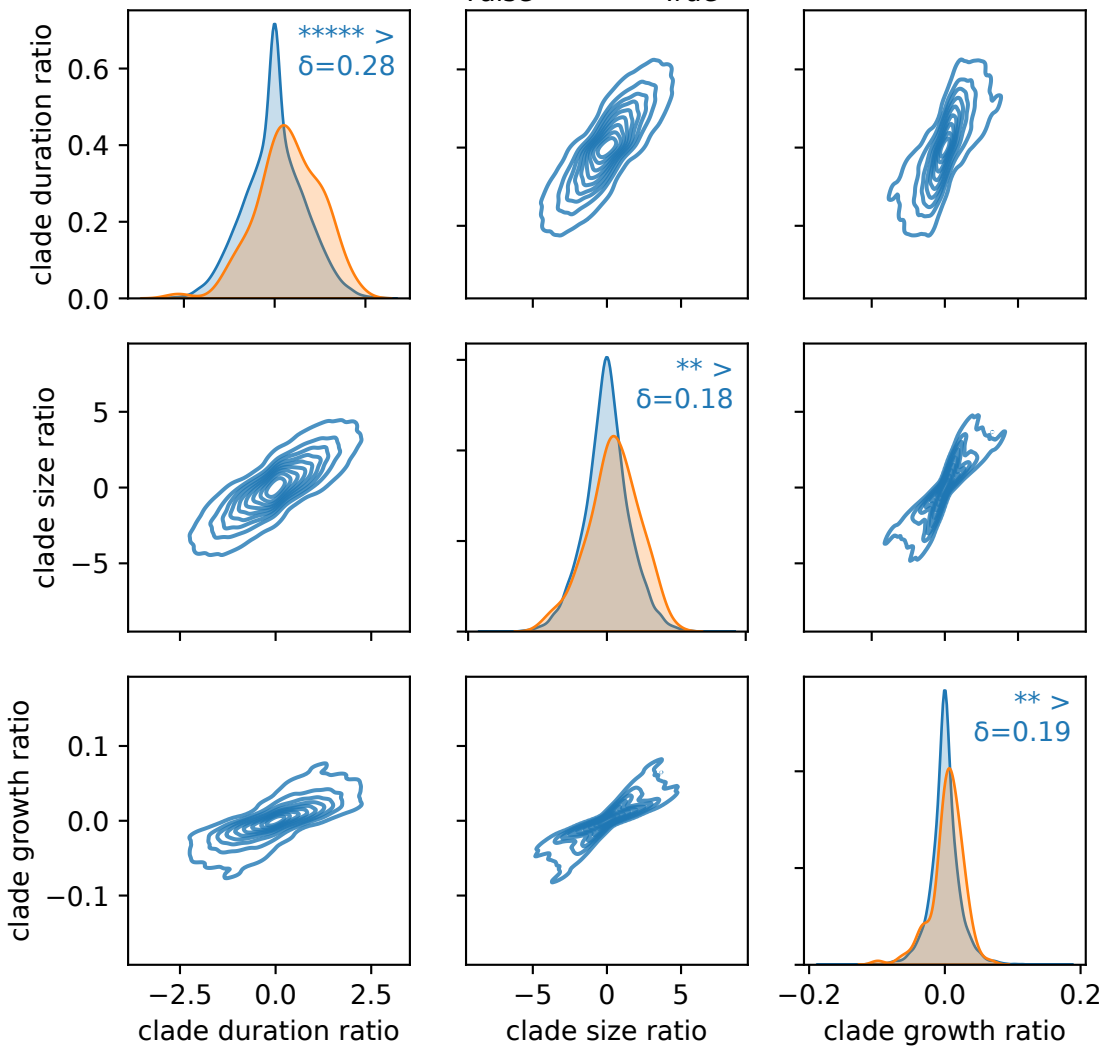 clade duration ratio
0.6
0.4
0.2
0.0
***** >
δ=0.28
clade size ratio
5
0
−5
** >
δ=0.18
clade growth ratio
0.1
0.0
−0.1
** >
δ=0.19
−2.5 0.0 2.5
−5 0 5
−0.2 0.0 0.2
clade duration ratio
clade size ratio
clade growth ratio